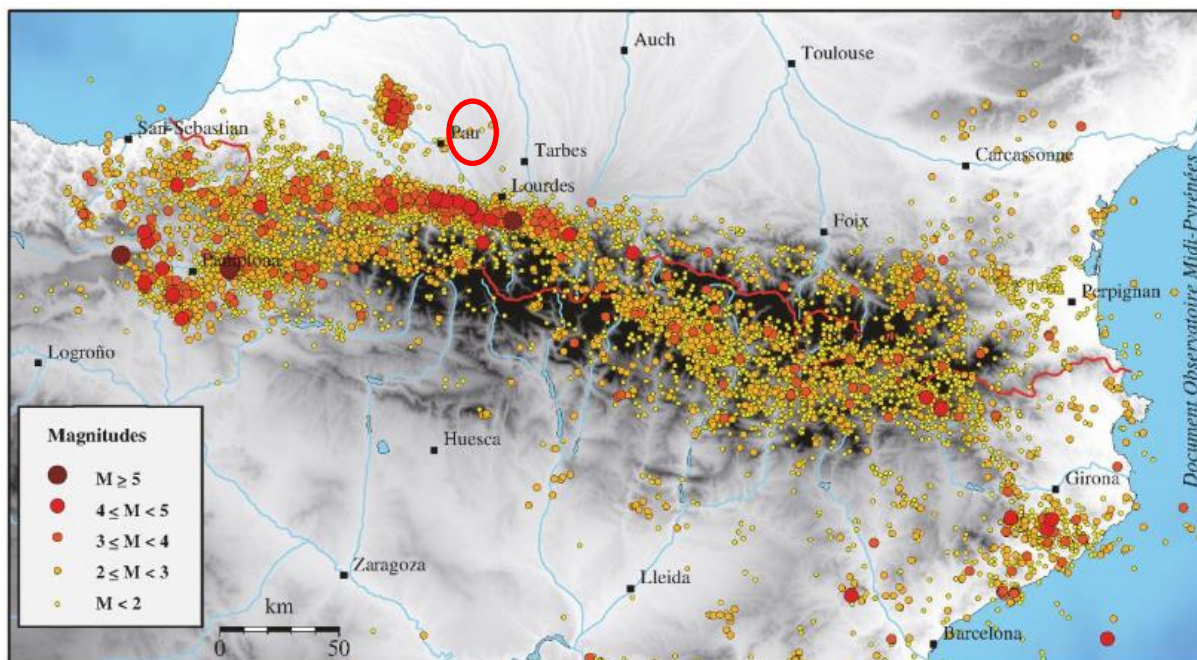 Auch
Toulouse
San-Sebastian
Pau
Tarbes
Carcassonne
Lourdes
Foix
Pamplona
Perpignan
Logroño
Huesca
Girona
Zaragoza
Lleida
Barcelona
Magnitudes
M ≥ 5
4 ≤ M < 5
3 ≤ M < 4
2 ≤ M < 3
M < 2
km
0 50
Document Observatoire Midi-Pyrénées